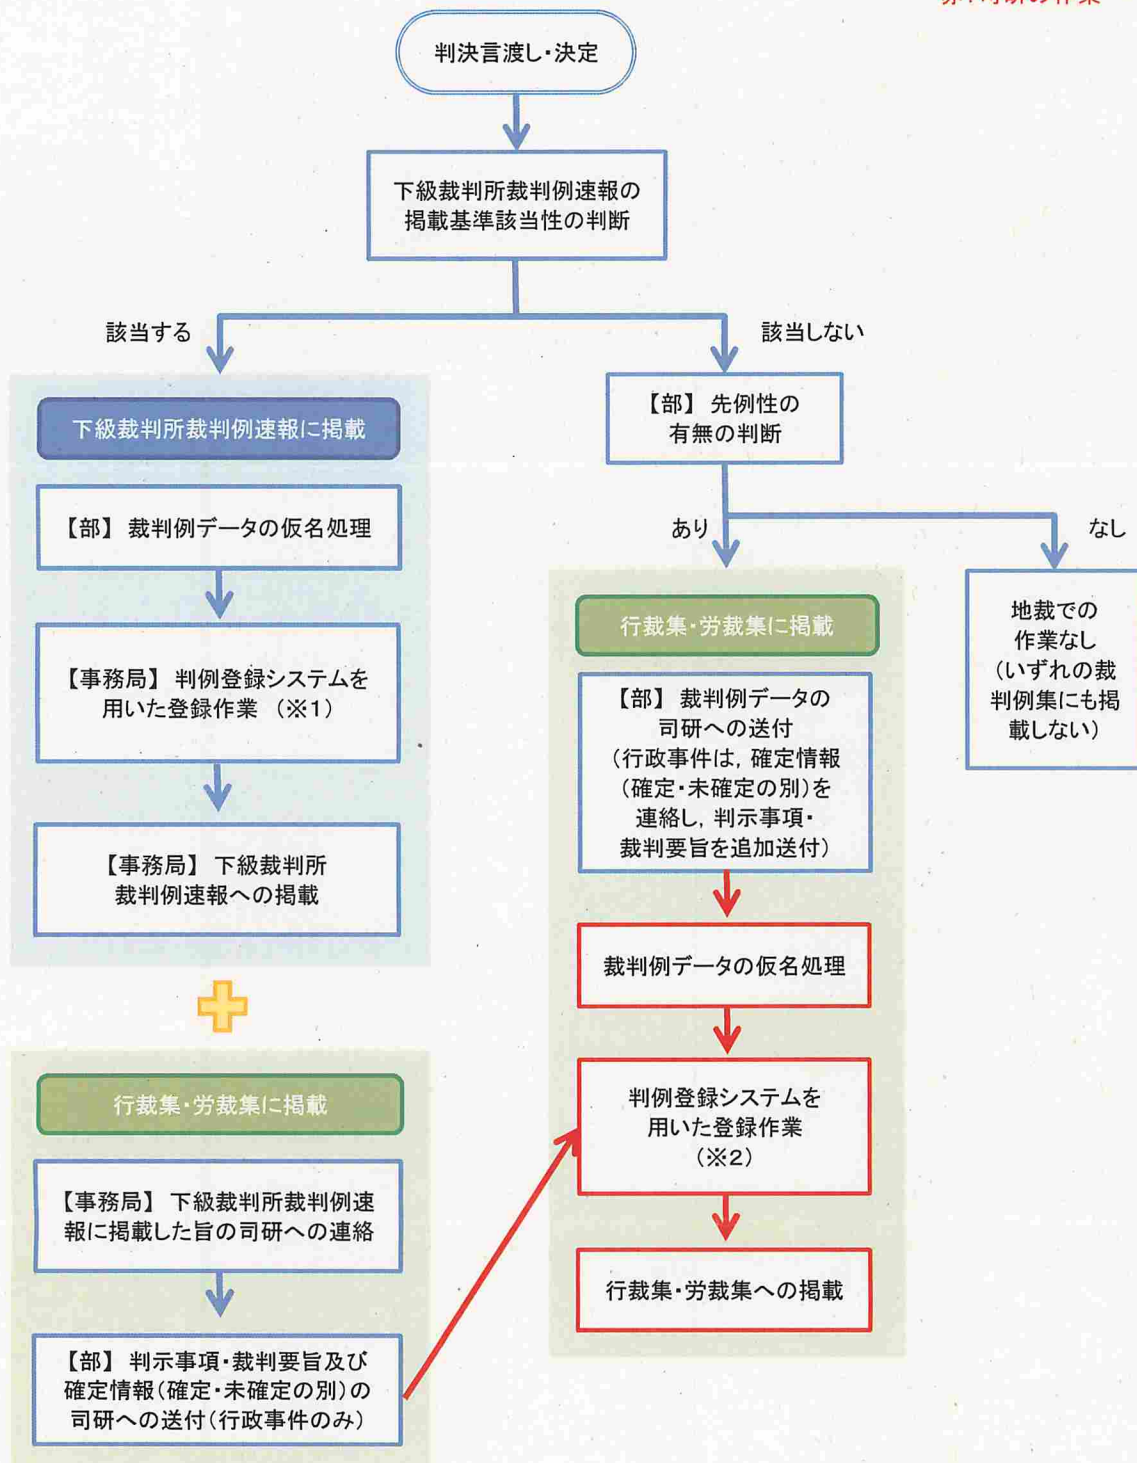 判決言渡し・決定
下級裁判所裁判例速報の
掲載基準該当性の判断
該当する
該当しない
下級裁判所裁判例速報に掲載
【部】 裁判例データの仮名処理
【事務局】 判例登録システムを
用いた登録作業 （※1）
【事務局】 下級裁判所
裁判例速報への掲載
行裁集・労裁集に掲載
【事務局】 下級裁判所裁判例速
報に掲載した旨の司研への連絡
【部】 判示事項・裁判要旨及び
確定情報（確定・未確定の別）の
司研への送付（行政事件のみ）
【部】 先例性の
有無の判断
あり
なし
行裁集・労裁集に掲載
【部】 裁判例データの
司研への送付
（行政事件は，確定情報
（確定・未確定の別）を
連絡し，判示事項・
裁判要旨を追加送付）
裁判例データの仮名処理
判例登録システムを
用いた登録作業
（※2）
行裁集・労裁集への掲載
地裁での
作業なし
（いずれの裁
判例集にも掲
載しない）